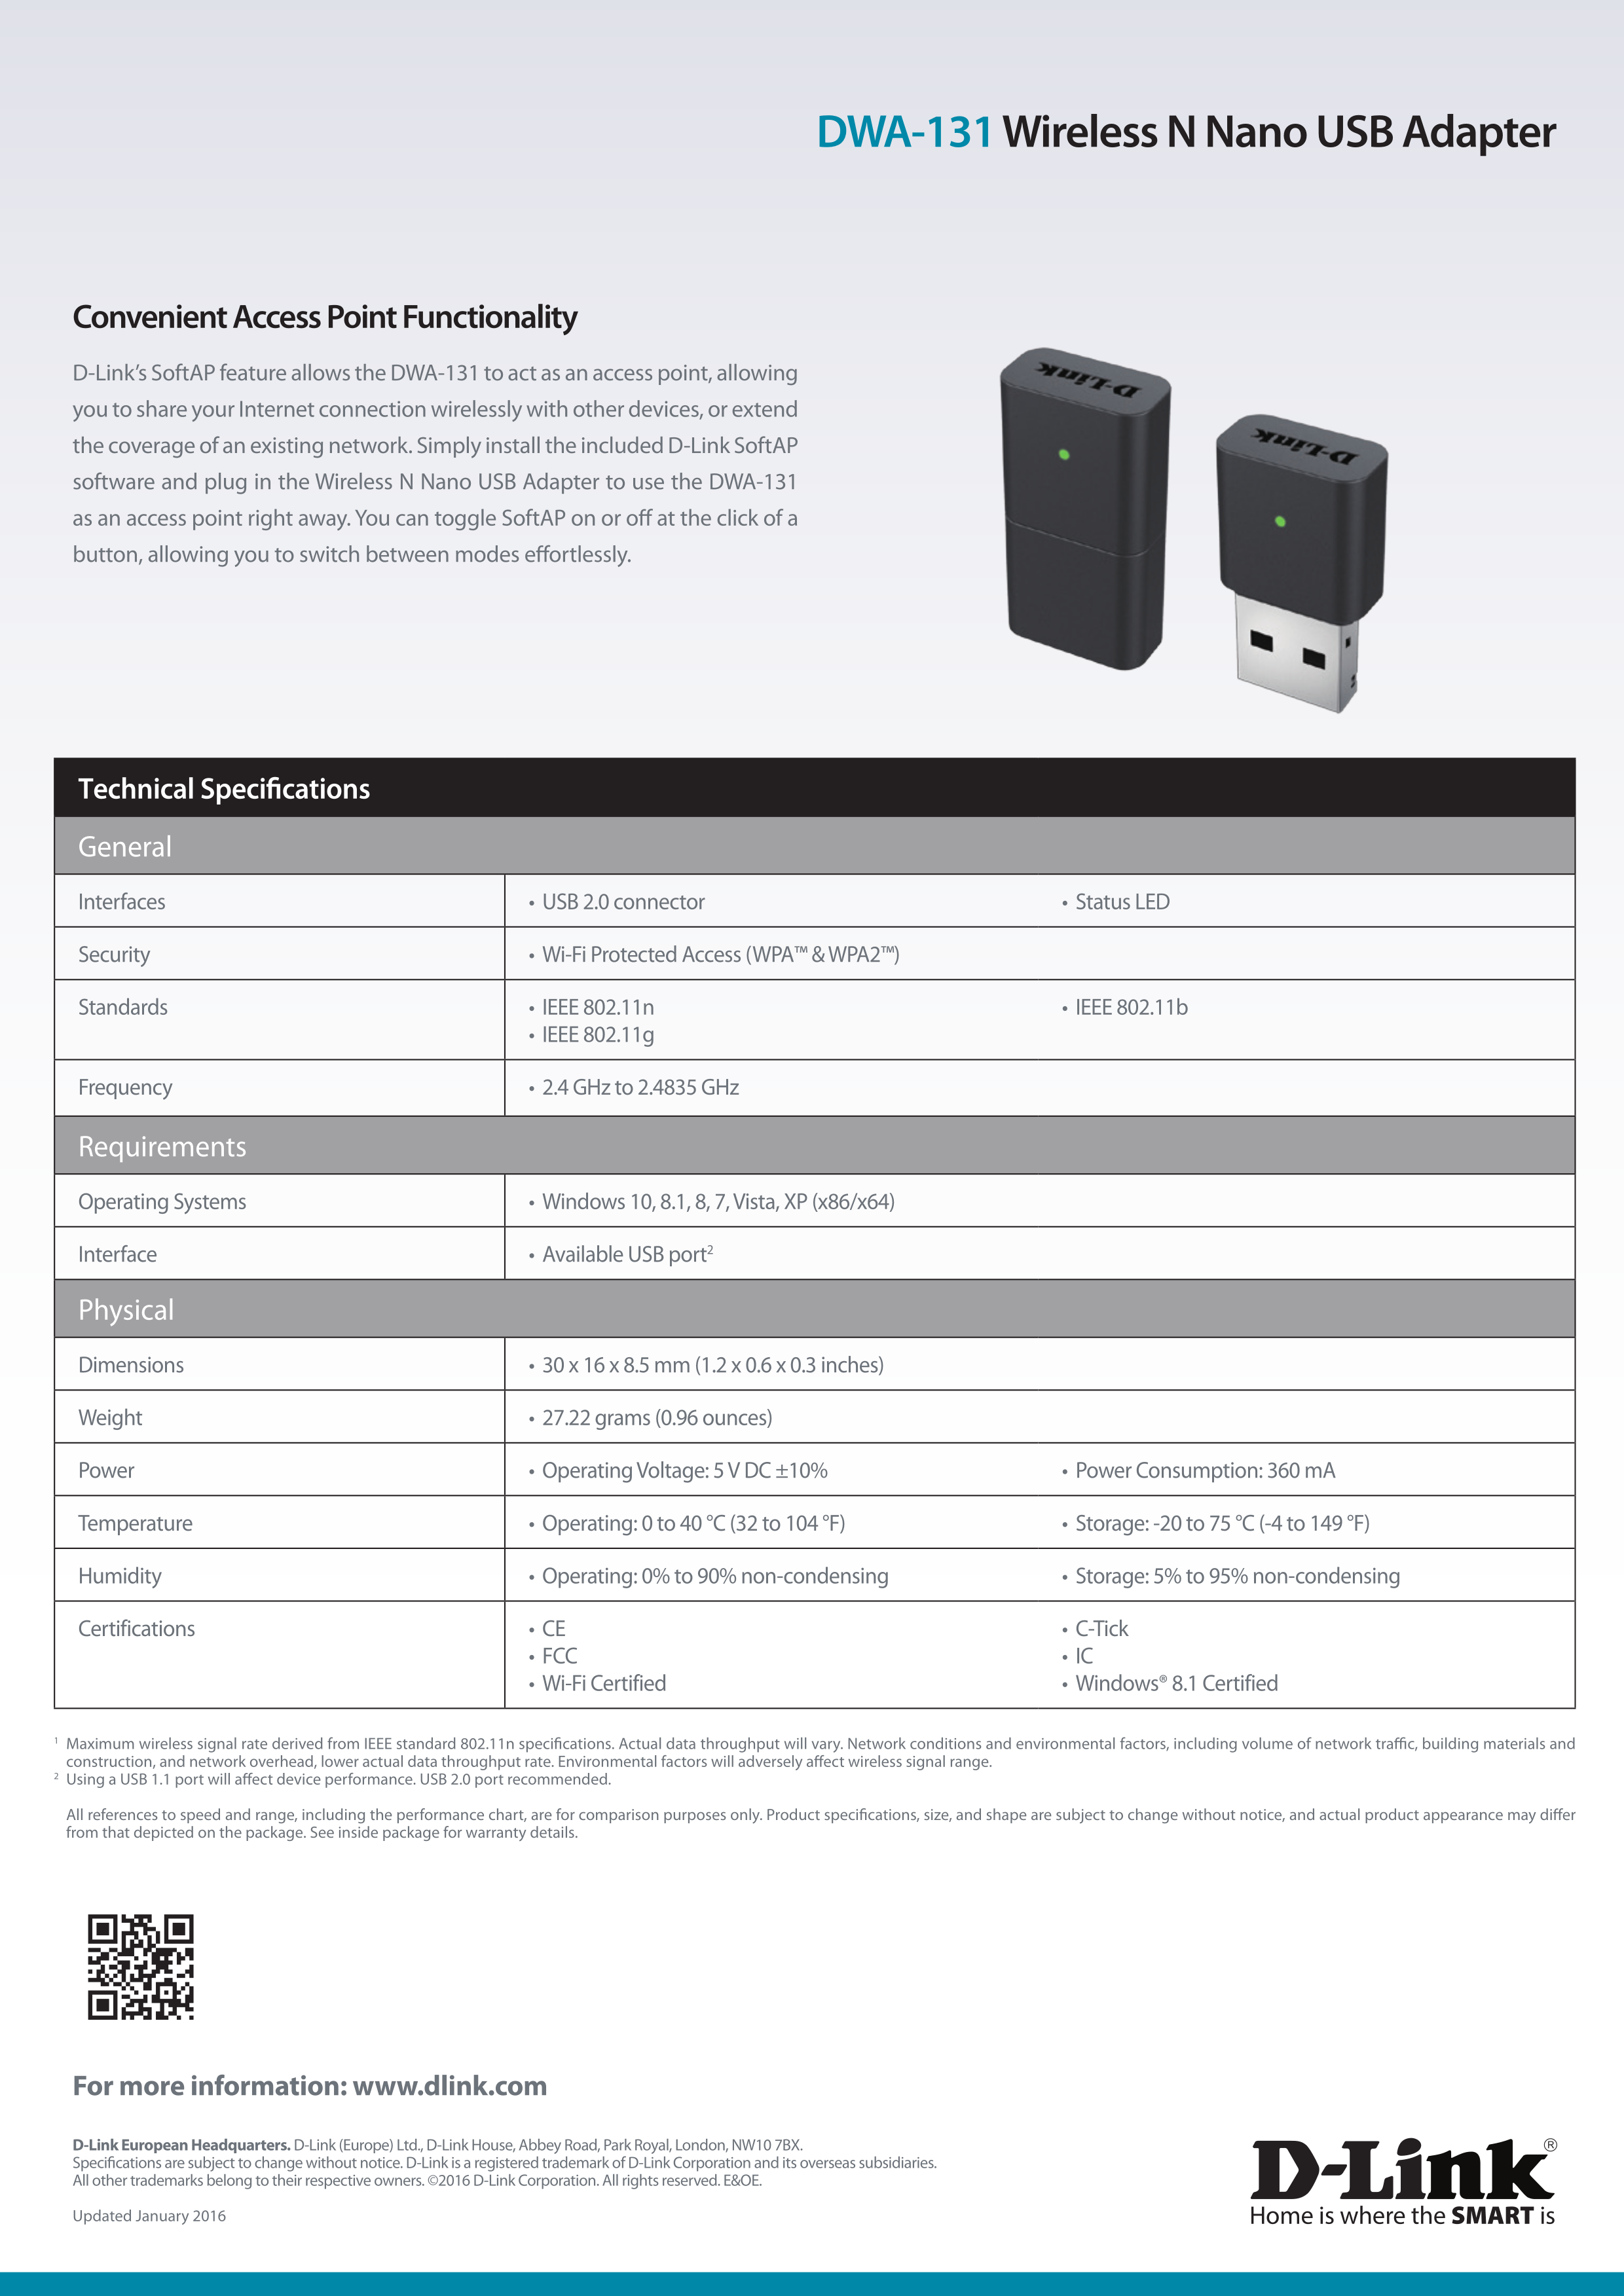 DWA-131 Wireless N Nano USB Adapter
Convenient Access Point Functionality
D-Link’s SoftAP feature allows the DWA-131 to act as an access point, allowing
you to share your Internet connection wirelessly with other devices, or extend
the coverage of an existing network. Simply install the included D-Link SoftAP
software and plug in the Wireless N Nano USB Adapter to use the DWA-131
as an access point right away. You can toggle SoftAP on or off at the click of a
button, allowing you to switch between modes effortlessly.
D-Link
D-Link
Technical Specifications
General
Interfaces • USB 2.0 connector • Status LED
Security • Wi-Fi Protected Access (WPA™ & WPA2™)
Standards • IEEE 802.11n • IEEE 802.11b
• IEEE 802.11g
Frequency • 2.4 GHz to 2.4835 GHz
Requirements
Operating Systems • Windows 10, 8.1, 8, 7, Vista, XP (x86/x64)
Interface • Available USB port²
Physical
Dimensions • 30 x 16 x 8.5 mm (1.2 x 0.6 x 0.3 inches)
Weight • 27.22 grams (0.96 ounces)
Power • Operating Voltage: 5 V DC ±10% • Power Consumption: 360 mA
Temperature • Operating: 0 to 40 °C (32 to 104 °F) • Storage: -20 to 75 °C (-4 to 149 °F)
Humidity • Operating: 0% to 90% non-condensing • Storage: 5% to 95% non-condensing
Certifications • CE • C-Tick
• FCC • IC
• Wi-Fi Certified • Windows® 8.1 Certified
¹ Maximum wireless signal rate derived from IEEE standard 802.11n specifications. Actual data throughput will vary. Network conditions and environmental factors, including volume of network traffic, building materials and
construction, and network overhead, lower actual data throughput rate. Environmental factors will adversely affect wireless signal range.
² Using a USB 1.1 port will affect device performance. USB 2.0 port recommended.
All references to speed and range, including the performance chart, are for comparison purposes only. Product specifications, size, and shape are subject to change without notice, and actual product appearance may differ
from that depicted on the package. See inside package for warranty details.
For more information: www.dlink.com
D-Link European Headquarters. D-Link (Europe) Ltd., D-Link House, Abbey Road, Park Royal, London, NW10 7BX.
Specifications are subject to change without notice. D-Link is a registered trademark of D-Link Corporation and its overseas subsidiaries.
All other trademarks belong to their respective owners. ©2016 D-Link Corporation. All rights reserved. E&OE.
Updated January 2016
D-Link®
Home is where the SMART is